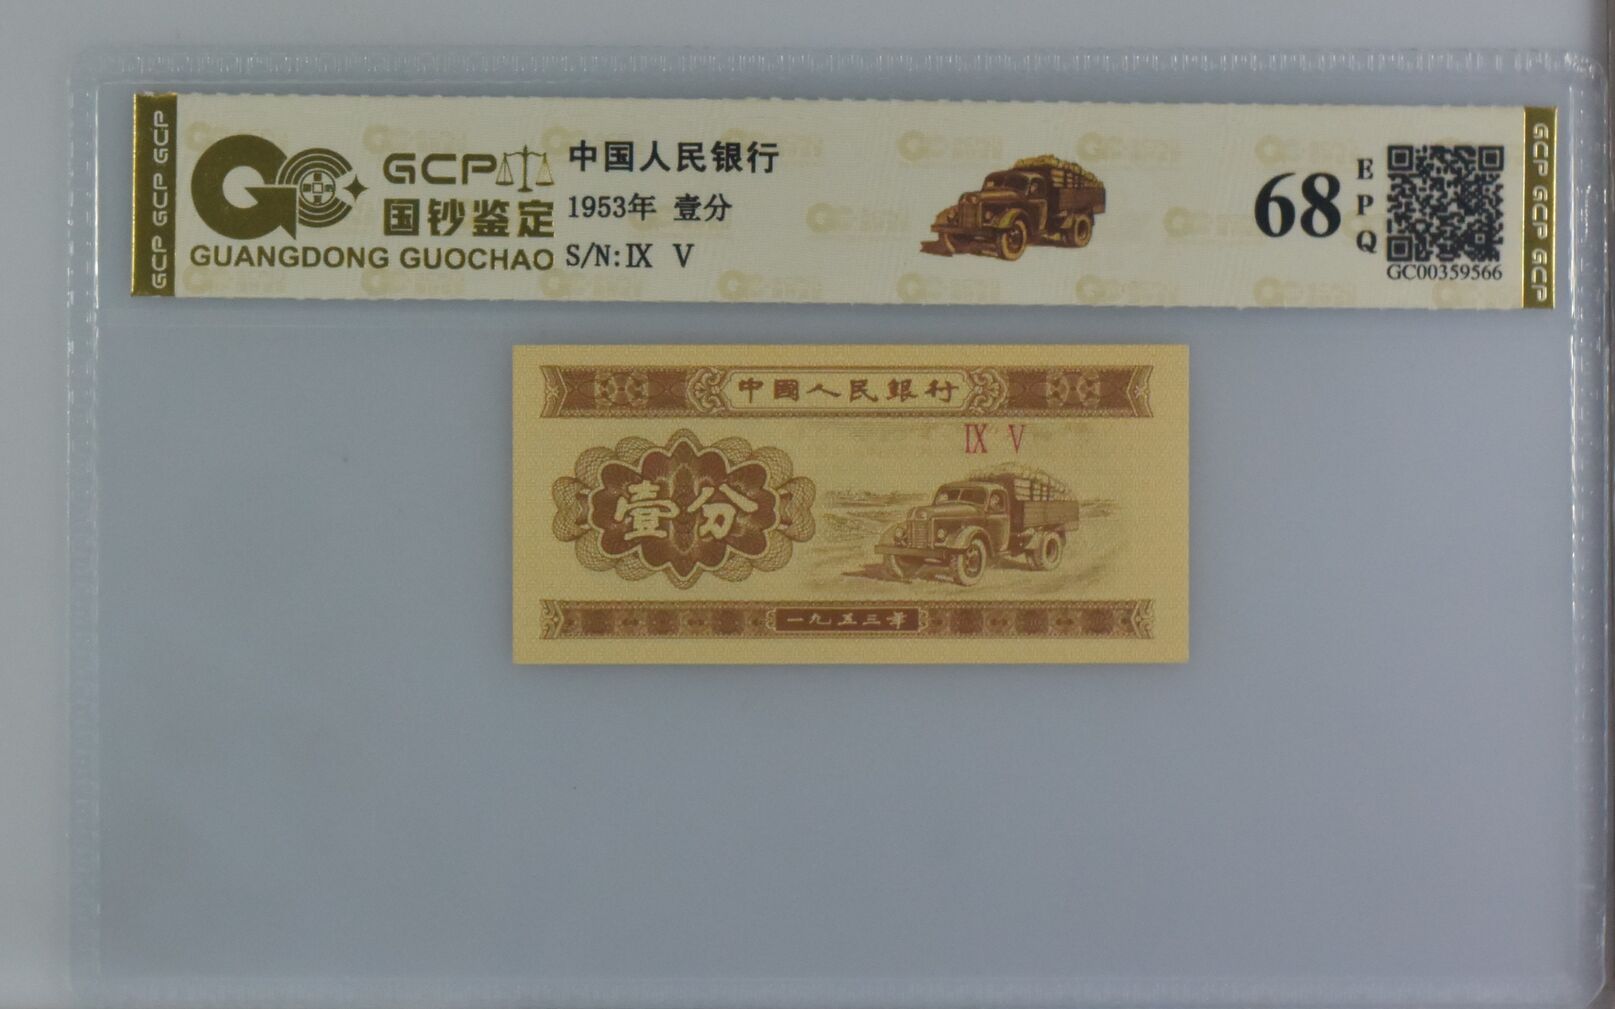 GCP GCP GCP
GCP
国钞鉴定
GUANGDONG GUOCHAO
中国人民银行
1953年 壹分
S/N:Ⅸ Ⅴ
68
EPQ
GC00359566
GCP GCP GCP
中國人民銀行
Ⅸ Ⅴ
壹分
一九五三年